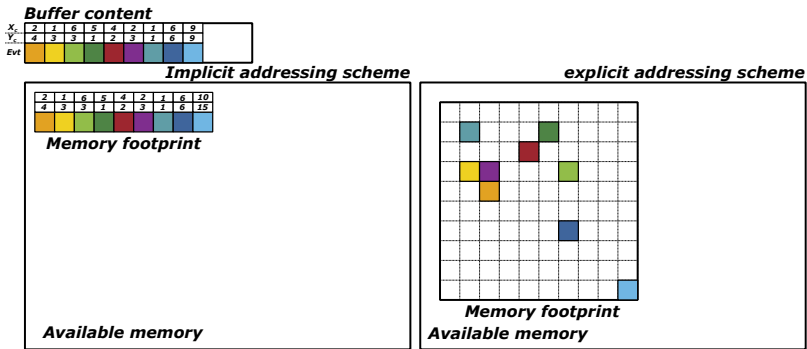 Buffer content
Xc 2 1 6 5 4 2 1 6 9
Yc 4 3 3 1 2 3 1 6 9
Evt
Implicit addressing scheme
2 1 6 5 4 2 1 6 10
4 3 3 1 2 3 1 6 15
Memory footprint
Available memory
explicit addressing scheme
Memory footprint
Available memory